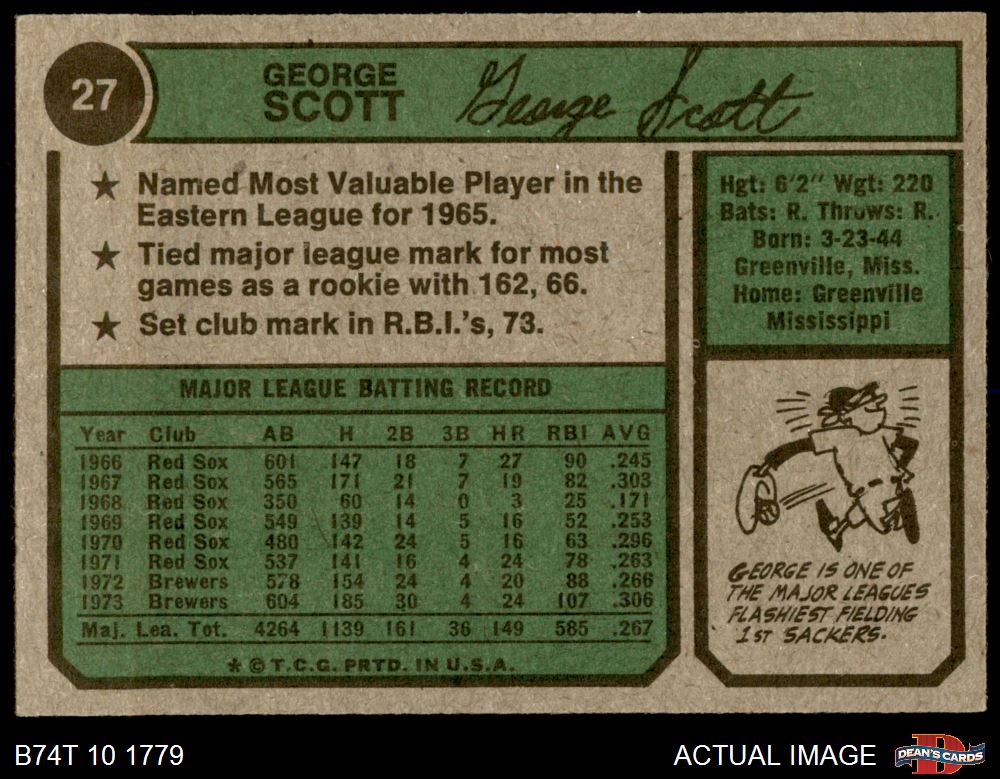 27
GEORGE
SCOTT
George Scott
★ Named Most Valuable Player in the
Eastern League for 1965.
★ Tied major league mark for most
games as a rookie with 162, 66.
★ Set club mark in R.B.I.'s, 73.
Hgt: 6'2" Wgt: 220
Bats: R. Throws: R.
Born: 3-23-44
Greenville, Miss.
Home: Greenville
Mississippi
MAJOR LEAGUE BATTING RECORD
Year Club AB H 2B 3B HR RBI AVG
1966 Red Sox 601 147 18 7 27 90 .245
1967 Red Sox 565 171 21 7 19 82 .303
1968 Red Sox 350 60 14 0 3 25 .171
1969 Red Sox 549 139 14 5 16 52 .253
1970 Red Sox 480 142 24 5 16 63 .296
1971 Red Sox 537 141 16 4 24 78 .263
1972 Brewers 578 154 24 4 20 88 .266
1973 Brewers 604 185 30 4 24 107 .306
Maj. Lea. Tot. 4264 1139 161 36 149 585 .267
* © T.C.G. PRTD. IN U.S.A.
GEORGE IS ONE OF
THE MAJOR LEAGUES
FLASHIEST FIELDING
1ST SACKERS.
B74T 10 1779
ACTUAL IMAGE
DEAN'S CARDS